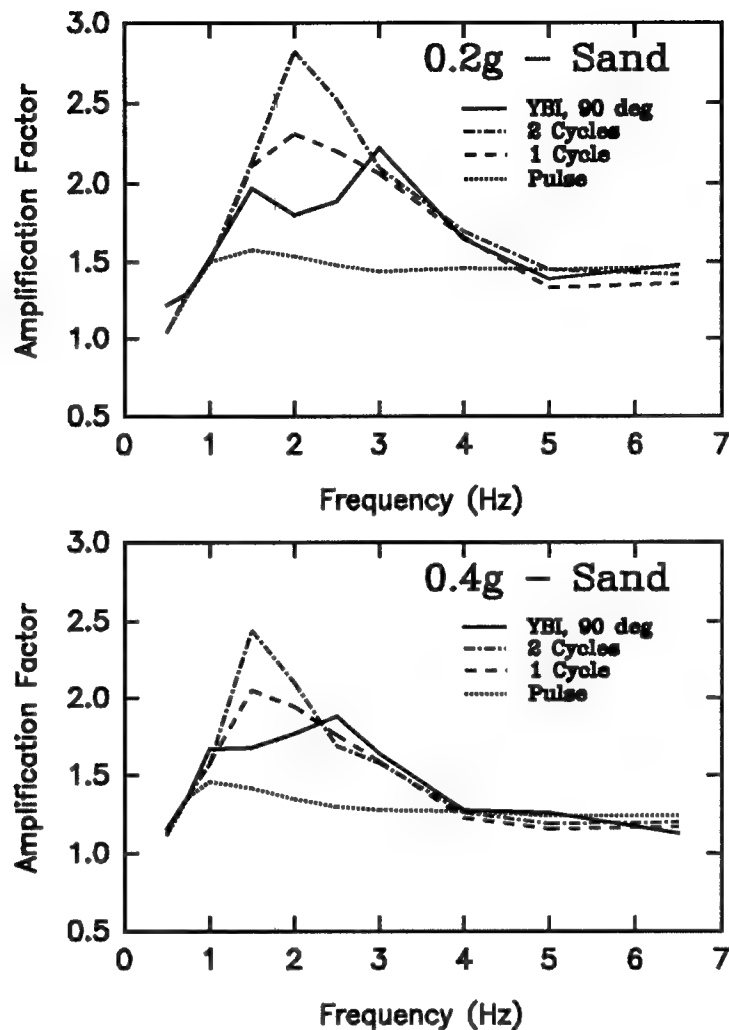 3.0
0.2g – Sand
YBI, 90 deg
2 Cycles
1 Cycle
Pulse
2.5
2.0
1.5
1.0
0.5
Amplification Factor
0 1 2 3 4 5 6 7
Frequency (Hz)
3.0
0.4g – Sand
YBI, 90 deg
2 Cycles
1 Cycle
Pulse
2.5
2.0
1.5
1.0
0.5
Amplification Factor
0 1 2 3 4 5 6 7
Frequency (Hz)